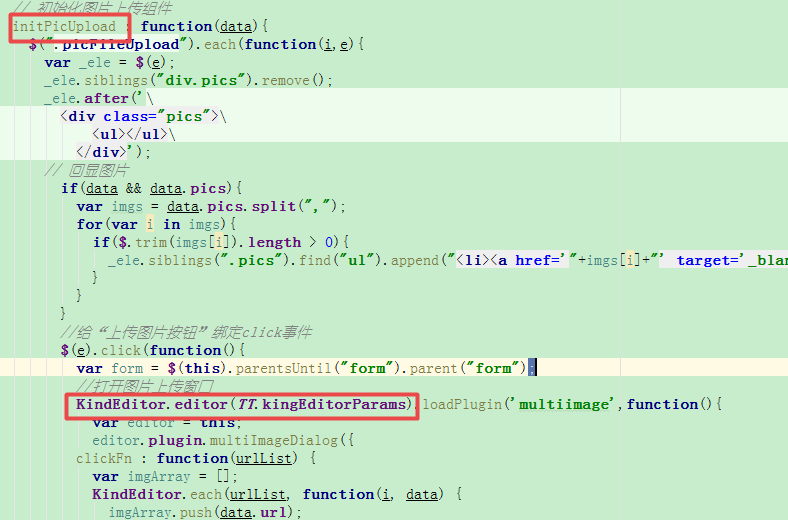 // 初始化图片上传组件
initPicUpload : function(data){
$(".picFileUpload").each(function(i,e){
var _ele = $(e);
_ele.siblings("div.pics").remove();
_ele.after('\
<div class="pics">\
<ul></ul>\
</div>');
// 回显图片
if(data && data.pics){
var imgs = data.pics.split(",");
for(var i in imgs){
if($.trim(imgs[i]).length > 0){
_ele.siblings(".pics").find("ul").append("<li><a href='"+imgs[i]+"' target='_blan
}
}
}
//给“上传图片按钮”绑定click事件
$(e).click(function(){
var form = $(this).parentsUntil("form").parent("form");
//打开图片上传窗口
KindEditor.editor(TT.kingEditorParams).loadPlugin('multiimage',function(){
var editor = this;
editor.plugin.multiImageDialog({
clickFn : function(urlList) {
var imgArray = [];
KindEditor.each(urlList, function(i, data) {
imgArray.push(data.url);